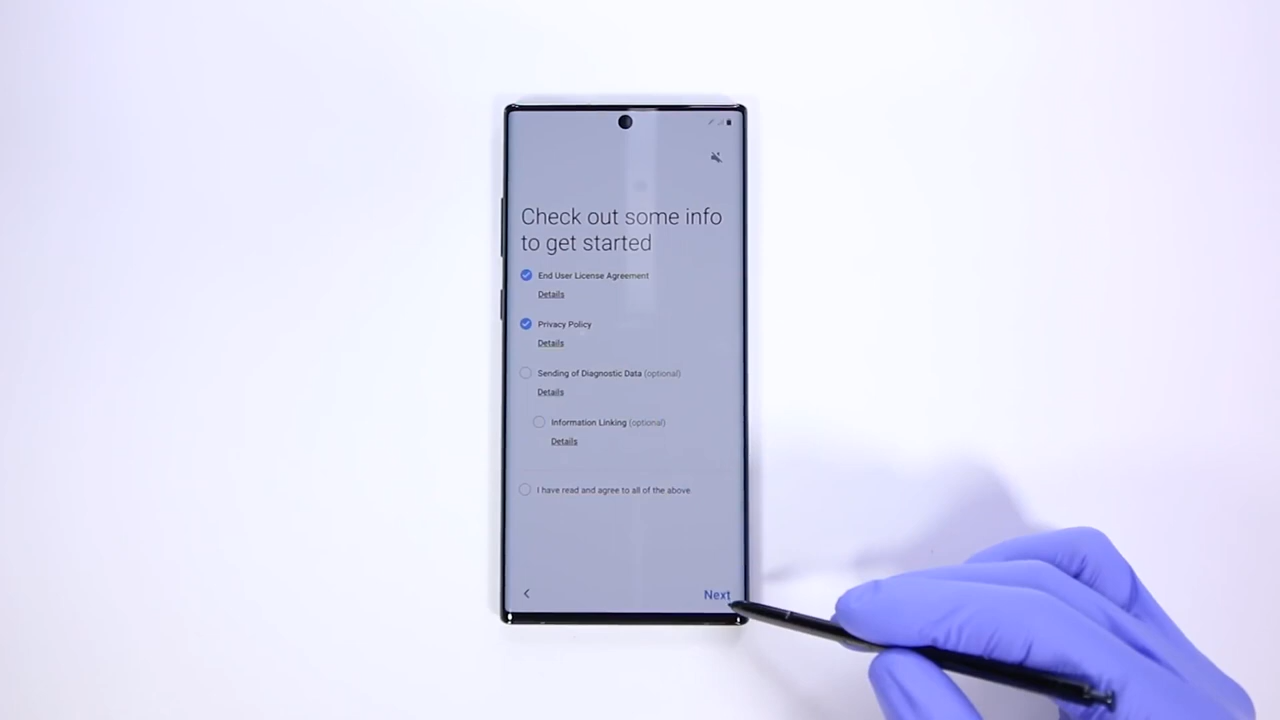 Check out some info
to get started
End User License Agreement
Details
Privacy Policy
Details
Sending of Diagnostic Data (optional)
Details
Information Linking (optional)
Details
I have read and agree to all of the above.
Next